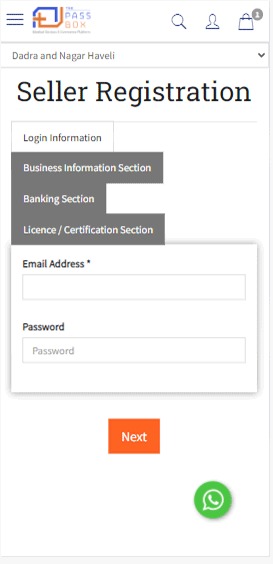 THE
PASS
BOX
1
Dadra and Nagar Haveli
Seller Registration
Login Information
Business Information Section
Banking Section
Licence / Certification Section
Email Address *
Password
Password
Next